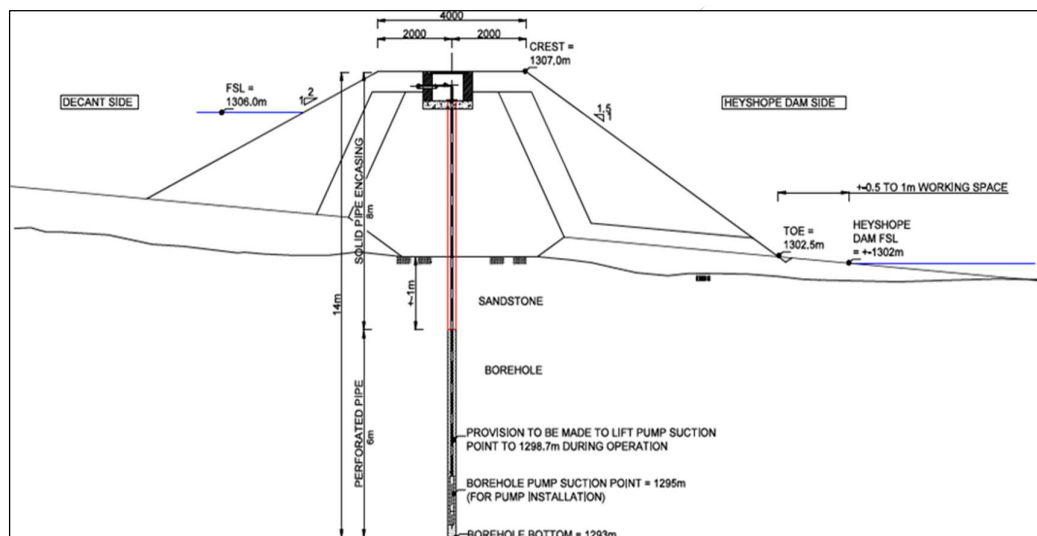 4000
2000
2000
CREST =
1307.0m
FSL =
1306.0m
2
1
DECANT SIDE
HEYSHOPE DAM SIDE
1.5
1
+-0.5 TO 1m WORKING SPACE
SOLID PIPE ENCASING
8m
TOE =
1302.5m
HEYSHOPE
DAM FSL
= +-1302m
14m
+-1m
SANDSTONE
BOREHOLE
PERFORATED PIPE
6m
PROVISION TO BE MADE TO LIFT PUMP SUCTION
POINT TO 1298.7m DURING OPERATION
BOREHOLE PUMP SUCTION POINT = 1295m
(FOR PUMP INSTALLATION)
BOREHOLE BOTTOM = 1293m